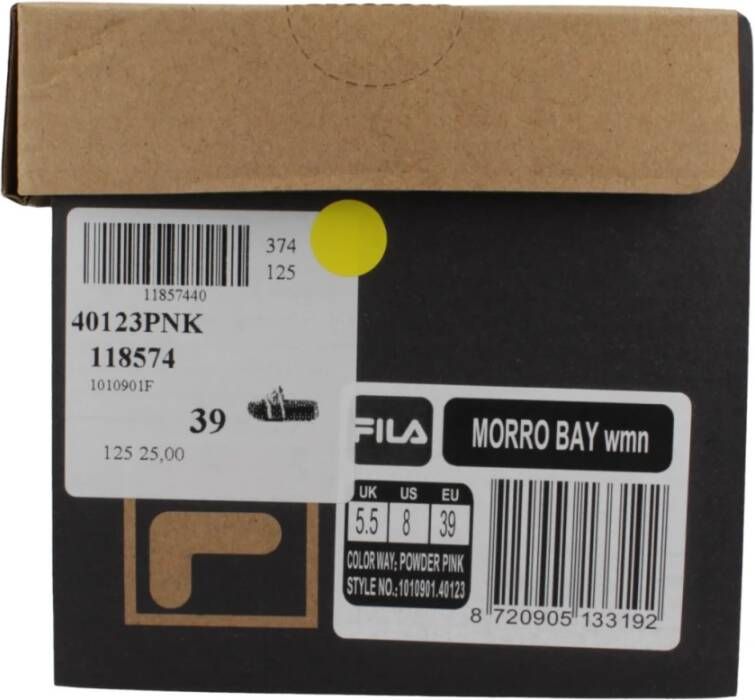 374
125
11857440
40123PNK
118574
1010901F
39
125 25,00
FILA
MORRO BAY wmn
UK US EU
5.5 8 39
COLOR WAY: POWDER PINK
STYLE NO.:1010901.40123
8 720905 133192